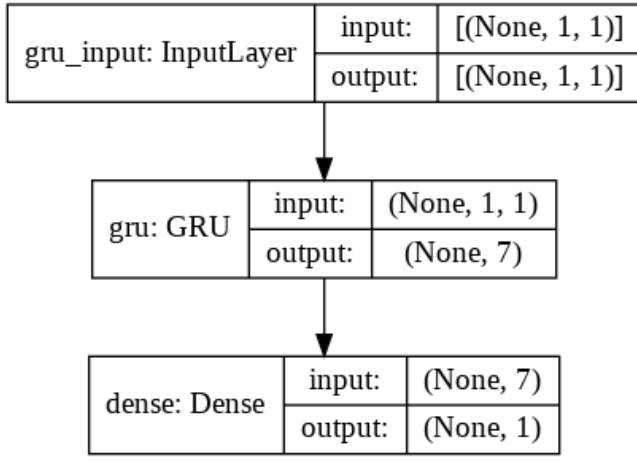 gru_input: InputLayer
input:
[(None, 1, 1)]
output:
[(None, 1, 1)]
gru: GRU
input:
(None, 1, 1)
output:
(None, 7)
dense: Dense
input:
(None, 7)
output:
(None, 1)